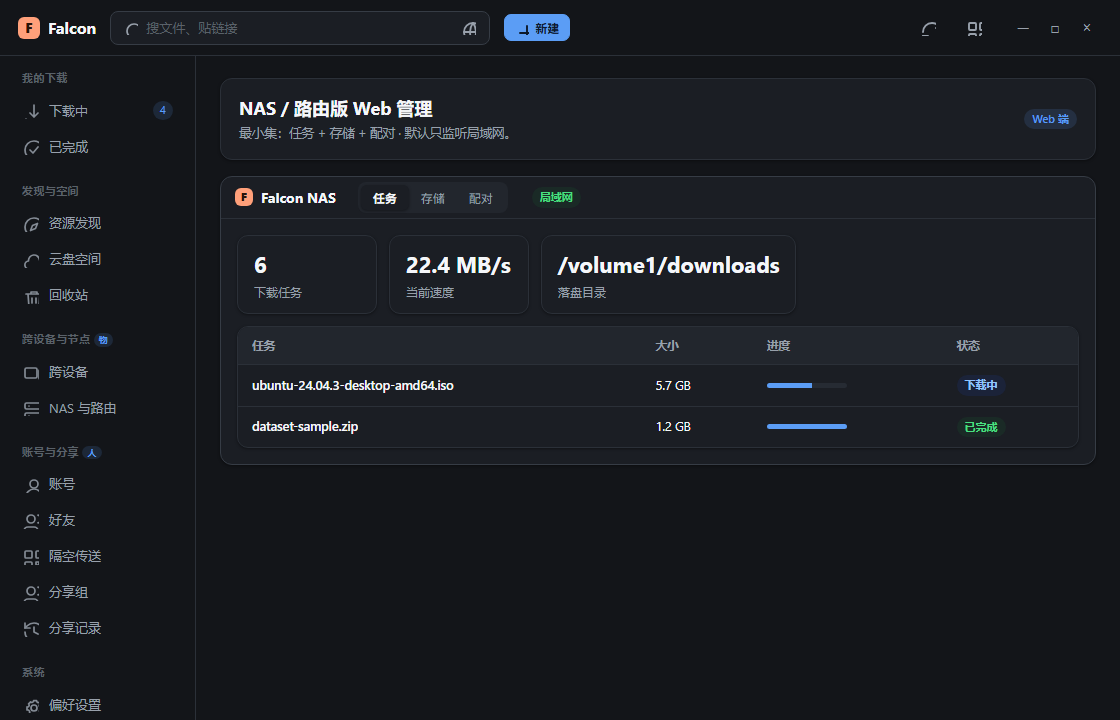 F Falcon
搜文件、贴链接
新建
我的下载
下载中 4
已完成
发现与空间
资源发现
云盘空间
回收站
跨设备与节点 物
跨设备
NAS 与路由
账号与分享 人
账号
好友
隔空传送
分享组
分享记录
系统
偏好设置
NAS / 路由版 Web 管理
最小集：任务 + 存储 + 配对 · 默认只监听局域网。
Web 端
F Falcon NAS 任务 存储 配对 局域网
6
下载任务
22.4 MB/s
当前速度
/volume1/downloads
落盘目录
任务 大小 进度 状态
ubuntu-24.04.3-desktop-amd64.iso 5.7 GB 下载中
dataset-sample.zip 1.2 GB 已完成